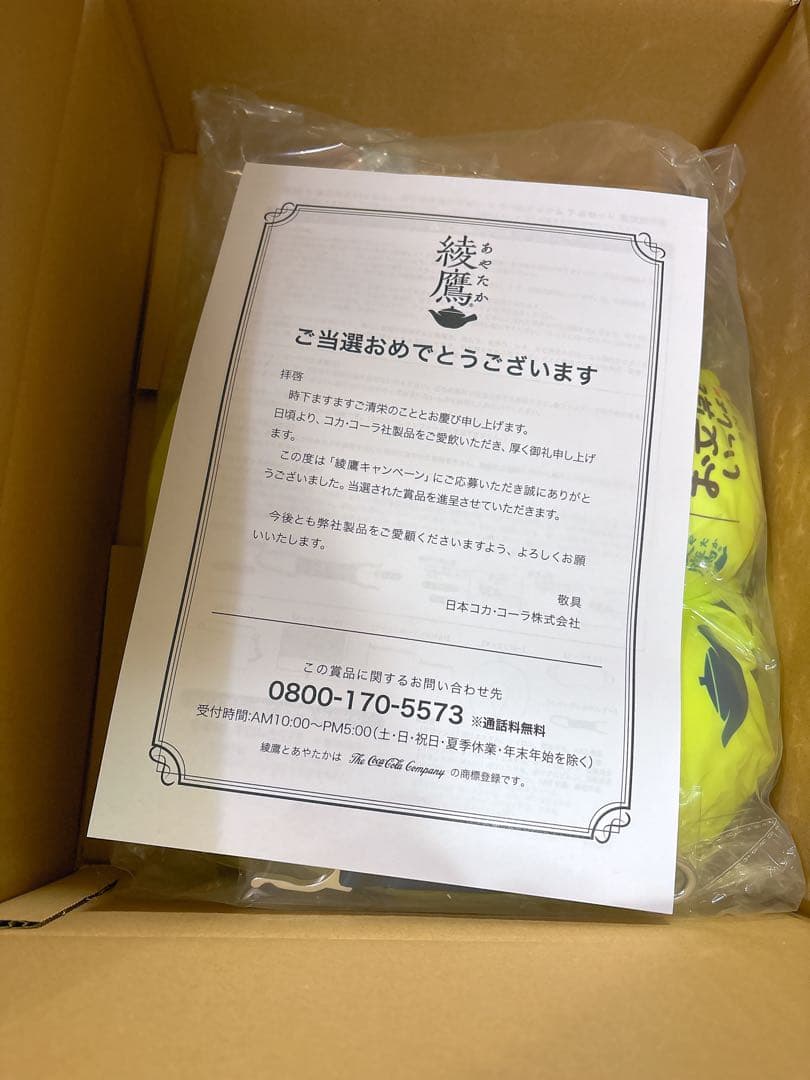 綾鷹
あやたか
ご当選おめでとうございます
拝啓
時下ますますご清栄のこととお慶び申し上げます。
日頃より、コカ・コーラ社製品をご愛飲いただき、厚く御礼申し上げ
ます。
この度は「綾鷹キャンペーン」にご応募いただき誠にありがと
うございました。当選された賞品を進呈させていただきます。
今後とも弊社製品をご愛顧くださいますよう、よろしくお願
いいたします。
敬具
日本コカ・コーラ株式会社
この賞品に関するお問い合わせ先
0800-170-5573 ※通話料無料
受付時間:AM10:00〜PM5:00(土・日・祝日・夏季休業・年末年始を除く)
綾鷹とあやたかは The Coca-Cola Company の商標登録です。